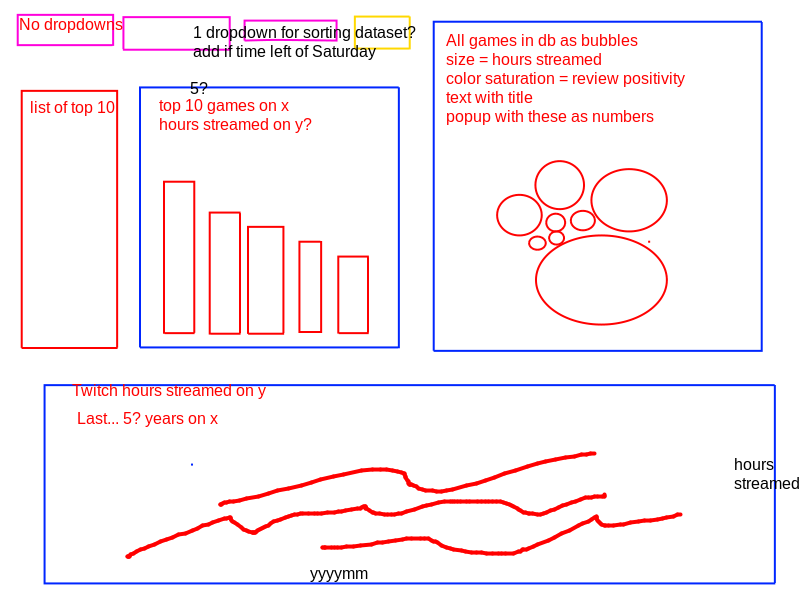 No dropdowns
1 dropdown for sorting dataset?
add if time left of Saturday
5?
list of top 10
top 10 games on x
hours streamed on y?
All games in db as bubbles
size = hours streamed
color saturation = review positivity
text with title
popup with these as numbers
Twitch hours streamed on y
Last... 5? years on x
hours
streamed
yyyymm